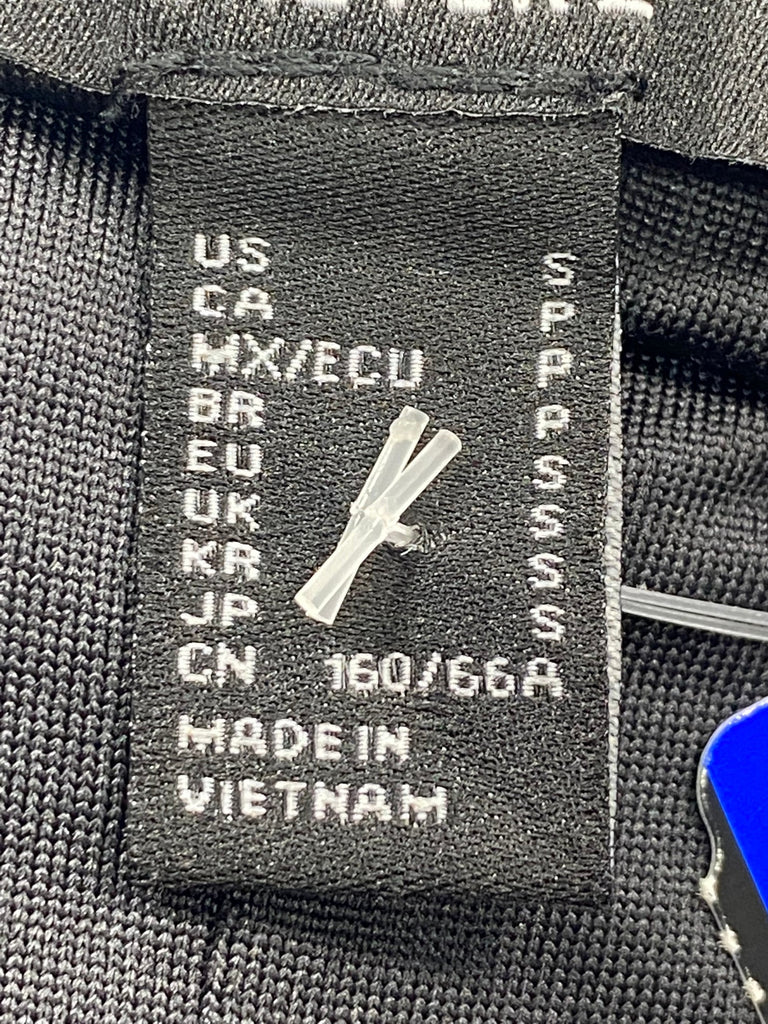 US S
CA P
MX/ECU P
BR P
EU S
UK S
KR S
JP S
CN 160/66A
MADE IN
VIETNAM